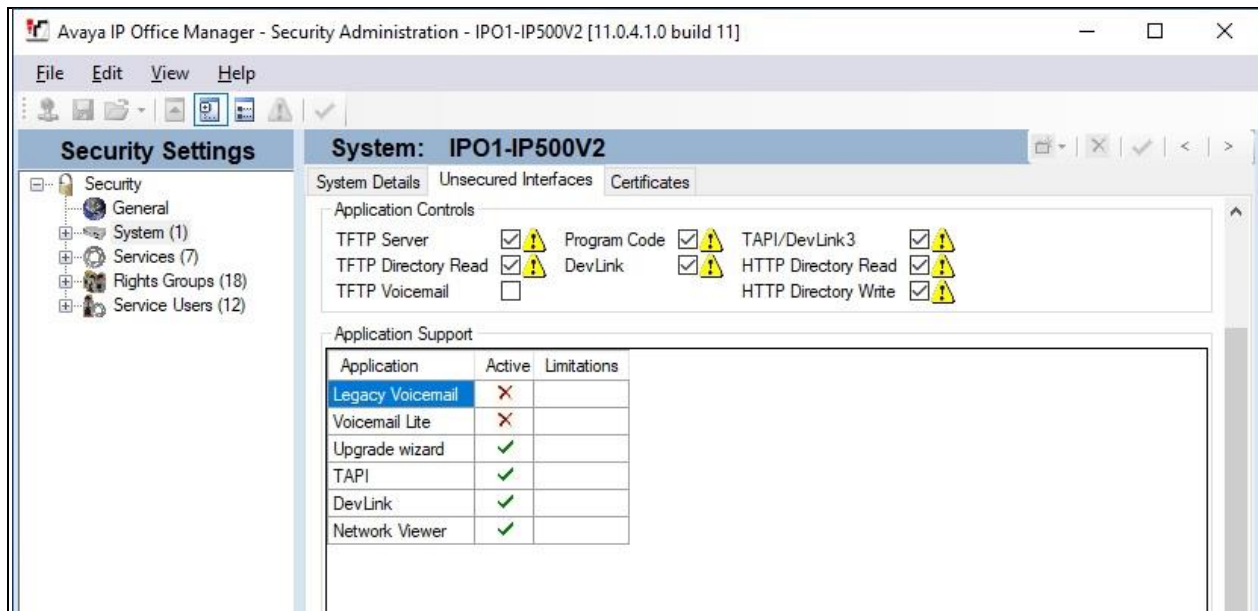 Avaya IP Office Manager - Security Administration - IPO1-IP500V2 [11.0.4.1.0 build 11]
File Edit View Help
Security Settings
System: IPO1-IP500V2
Security
General
System (1)
Services (7)
Rights Groups (18)
Service Users (12)
System Details Unsecured Interfaces Certificates
Application Controls
TFTP Server Program Code TAPI/DevLink3
TFTP Directory Read DevLink HTTP Directory Read
TFTP Voicemail HTTP Directory Write
Application Support
Application Active Limitations
Legacy Voicemail
Voicemail Lite
Upgrade wizard
TAPI
DevLink
Network Viewer